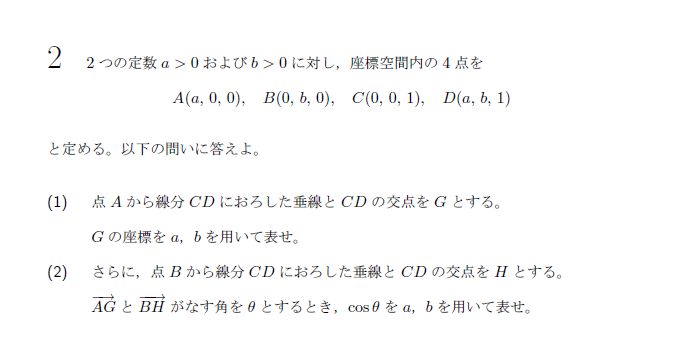 2 2 つの定数 a > 0 および b > 0 に対し，座標空間内の 4 点を
A(a, 0, 0), B(0, b, 0), C(0, 0, 1), D(a, b, 1)
と定める。以下の問いに答えよ。
(1) 点 A から線分 CD におろした垂線と CD の交点を G とする。
G の座標を a，b を用いて表せ。
(2) さらに，点 B から線分 CD におろした垂線と CD の交点を H とする。
$\overrightarrow{AG}$ と $\overrightarrow{BH}$ がなす角を θ とするとき，cos θ を a，b を用いて表せ。